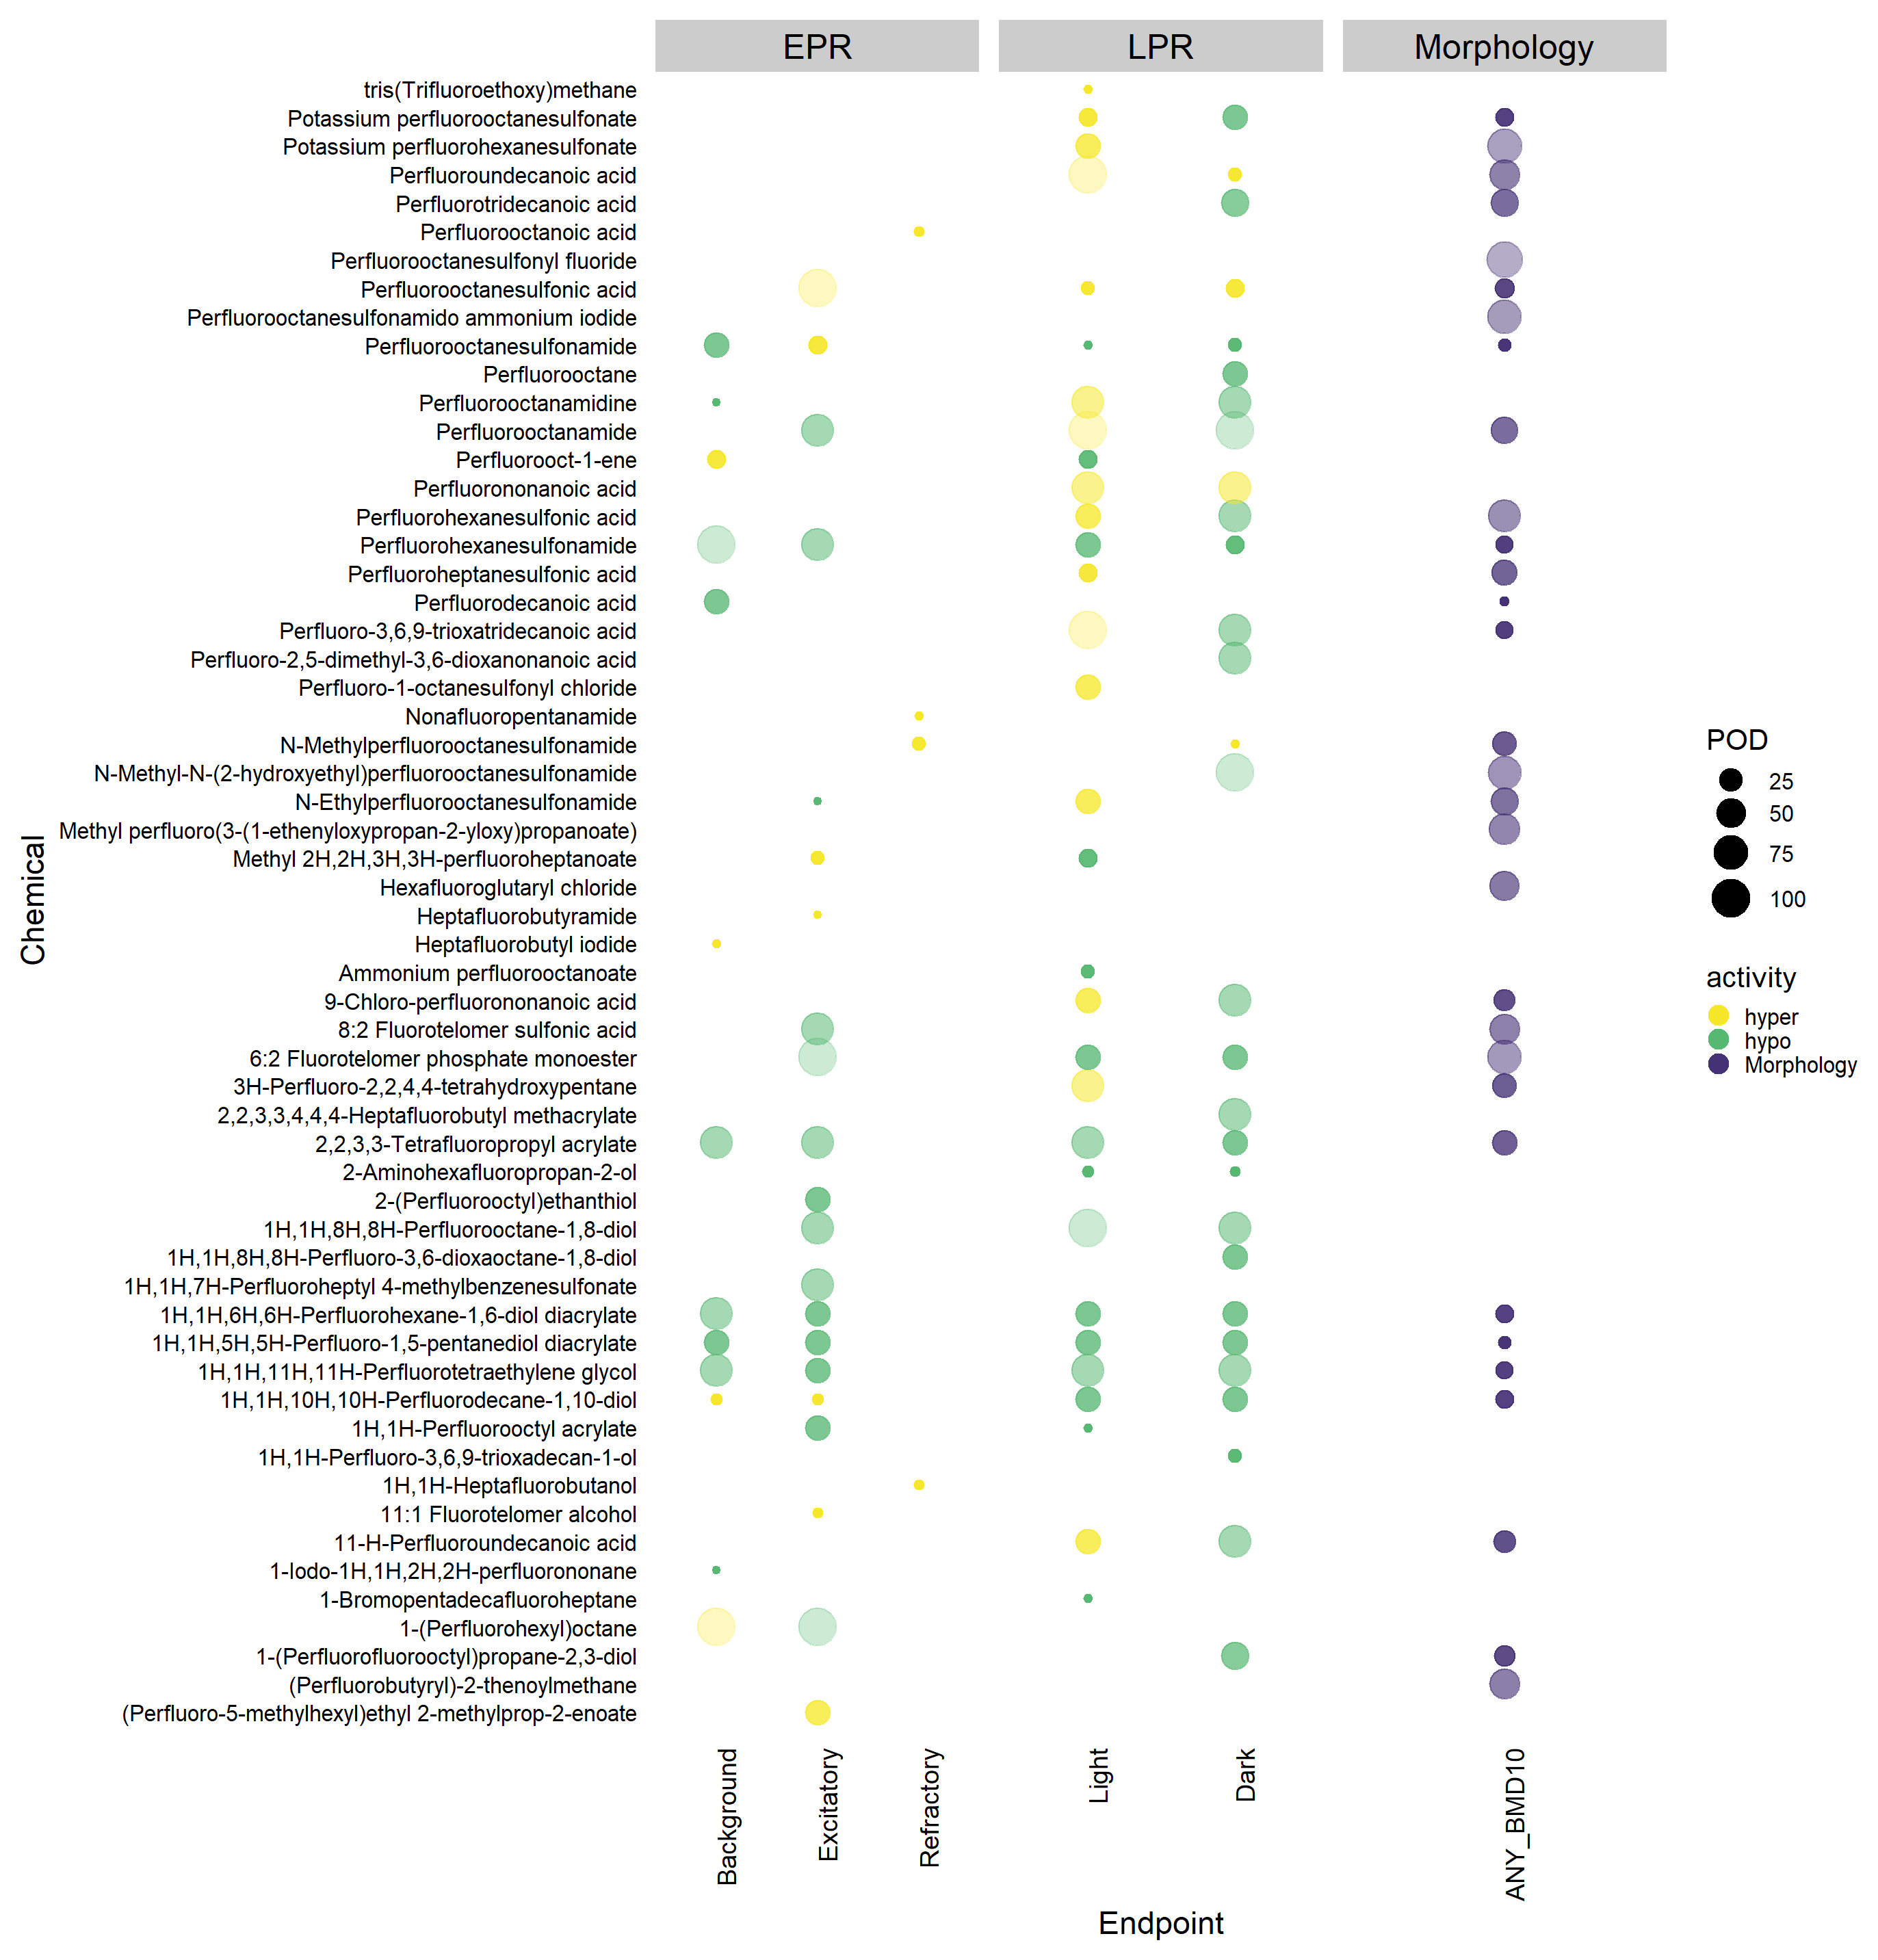 EPR
LPR
Morphology
tris(Trifluoroethoxy)methane
Potassium perfluorooctanesulfonate
Potassium perfluorohexanesulfonate
Perfluoroundecanoic acid
Perfluorotridecanoic acid
Perfluorooctanoic acid
Perfluorooctanesulfonyl fluoride
Perfluorooctanesulfonic acid
Perfluorooctanesulfonamido ammonium iodide
Perfluorooctanesulfonamide
Perfluorooctane
Perfluorooctanamidine
Perfluorooctanamide
Perfluorooct-1-ene
Perfluorononanoic acid
Perfluorohexanesulfonic acid
Perfluorohexanesulfonamide
Perfluoroheptanesulfonic acid
Perfluorodecanoic acid
Perfluoro-3,6,9-trioxatridecanoic acid
Perfluoro-2,5-dimethyl-3,6-dioxanonanoic acid
Perfluoro-1-octanesulfonyl chloride
Nonafluoropentanamide
N-Methylperfluorooctanesulfonamide
N-Methyl-N-(2-hydroxyethyl)perfluorooctanesulfonamide
N-Ethylperfluorooctanesulfonamide
Methyl perfluoro(3-(1-ethenyloxypropan-2-yloxy)propanoate)
Methyl 2H,2H,3H,3H-perfluoroheptanoate
Hexafluoroglutaryl chloride
Heptafluorobutyramide
Heptafluorobutyl iodide
Ammonium perfluorooctanoate
9-Chloro-perfluorononanoic acid
8:2 Fluorotelomer sulfonic acid
6:2 Fluorotelomer phosphate monoester
3H-Perfluoro-2,2,4,4-tetrahydroxypentane
2,2,3,3,4,4,4-Heptafluorobutyl methacrylate
2,2,3,3-Tetrafluoropropyl acrylate
2-Aminohexafluoropropan-2-ol
2-(Perfluorooctyl)ethanthiol
1H,1H,8H,8H-Perfluorooctane-1,8-diol
1H,1H,8H,8H-Perfluoro-3,6-dioxaoctane-1,8-diol
1H,1H,7H-Perfluoroheptyl 4-methylbenzenesulfonate
1H,1H,6H,6H-Perfluorohexane-1,6-diol diacrylate
1H,1H,5H,5H-Perfluoro-1,5-pentanediol diacrylate
1H,1H,11H,11H-Perfluorotetraethylene glycol
1H,1H,10H,10H-Perfluorodecane-1,10-diol
1H,1H-Perfluorooctyl acrylate
1H,1H-Perfluoro-3,6,9-trioxadecan-1-ol
1H,1H-Heptafluorobutanol
11:1 Fluorotelomer alcohol
11-H-Perfluoroundecanoic acid
1-Iodo-1H,1H,2H,2H-perfluorononane
1-Bromopentadecafluoroheptane
1-(Perfluorohexyl)octane
1-(Perfluorofluorooctyl)propane-2,3-diol
(Perfluorobutyryl)-2-thenoylmethane
(Perfluoro-5-methylhexyl)ethyl 2-methylprop-2-enoate
Chemical
Background
Excitatory
Refractory
Light
Dark
ANY_BMD10
Endpoint
POD
25
50
75
100
activity
hyper
hypo
Morphology